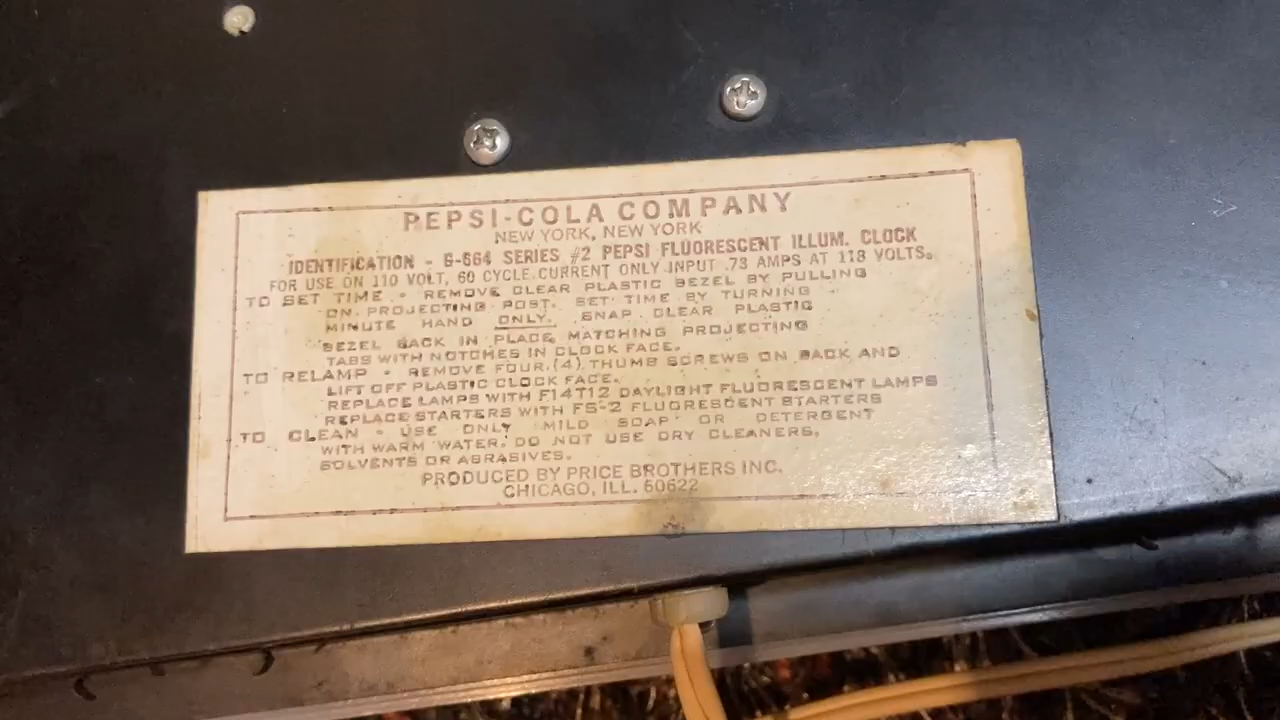 PEPSI-COLA COMPANY
NEW YORK, NEW YORK
IDENTIFICATION - G-664 SERIES #2 PEPSI FLUORESCENT ILLUM. CLOCK
FOR USE ON 110 VOLT, 60 CYCLE CURRENT ONLY INPUT .73 AMPS AT 118 VOLTS.
TO SET TIME - REMOVE CLEAR PLASTIC BEZEL BY PULLING
ON PROJECTING POST. SET TIME BY TURNING
MINUTE HAND ONLY. SNAP CLEAR PLASTIC
BEZEL BACK IN PLACE MATCHING PROJECTING
TABS WITH NOTCHES IN CLOCK FACE.
TO RELAMP - REMOVE FOUR (4) THUMB SCREWS ON BACK AND
LIFT OFF PLASTIC CLOCK FACE.
REPLACE LAMPS WITH F14T12 DAYLIGHT FLUORESCENT LAMPS
REPLACE STARTERS WITH FS-2 FLUORESCENT STARTERS
TO CLEAN - USE ONLY MILD SOAP OR DETERGENT
WITH WARM WATER. DO NOT USE DRY CLEANERS,
SOLVENTS OR ABRASIVES.
PRODUCED BY PRICE BROTHERS INC.
CHICAGO, ILL. 60622